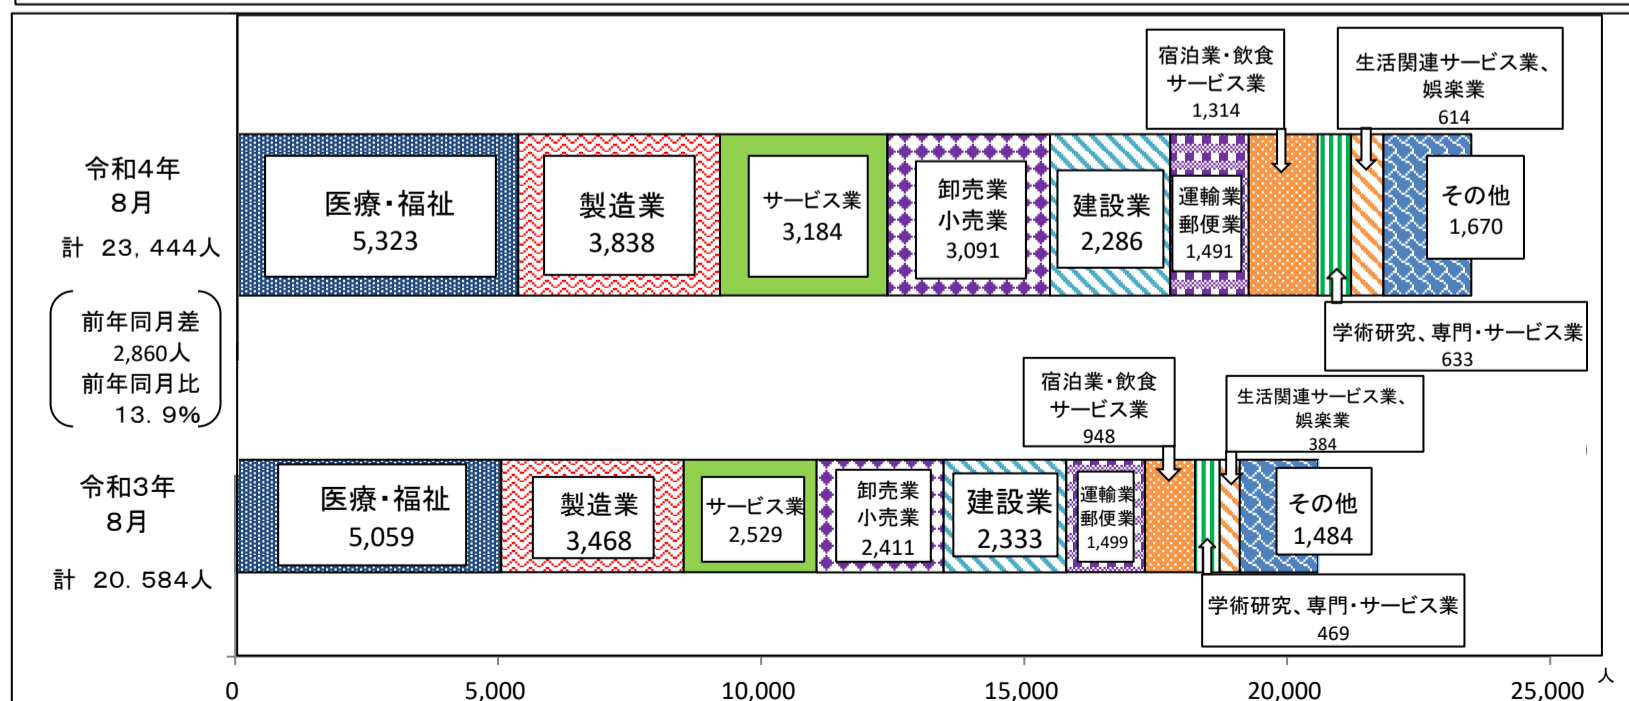 宿泊業・飲食
サービス業
1,314
生活関連サービス業、
娯楽業
614
令和4年
8月
計 23,444人
医療・福祉
5,323
製造業
3,838
サービス業
3,184
卸売業
小売業
3,091
建設業
2,286
運輸業
郵便業
1,491
その他
1,670
学術研究、専門・サービス業
633
前年同月差
2,860人
前年同月比
13.9%
宿泊業・飲食
サービス業
948
生活関連サービス業、
娯楽業
384
令和3年
8月
計 20.584人
医療・福祉
5,059
製造業
3,468
サービス業
2,529
卸売業
小売業
2,411
建設業
2,333
運輸業
郵便業
1,499
その他
1,484
学術研究、専門・サービス業
469
0 5,000 10,000 15,000 20,000 25,000 人